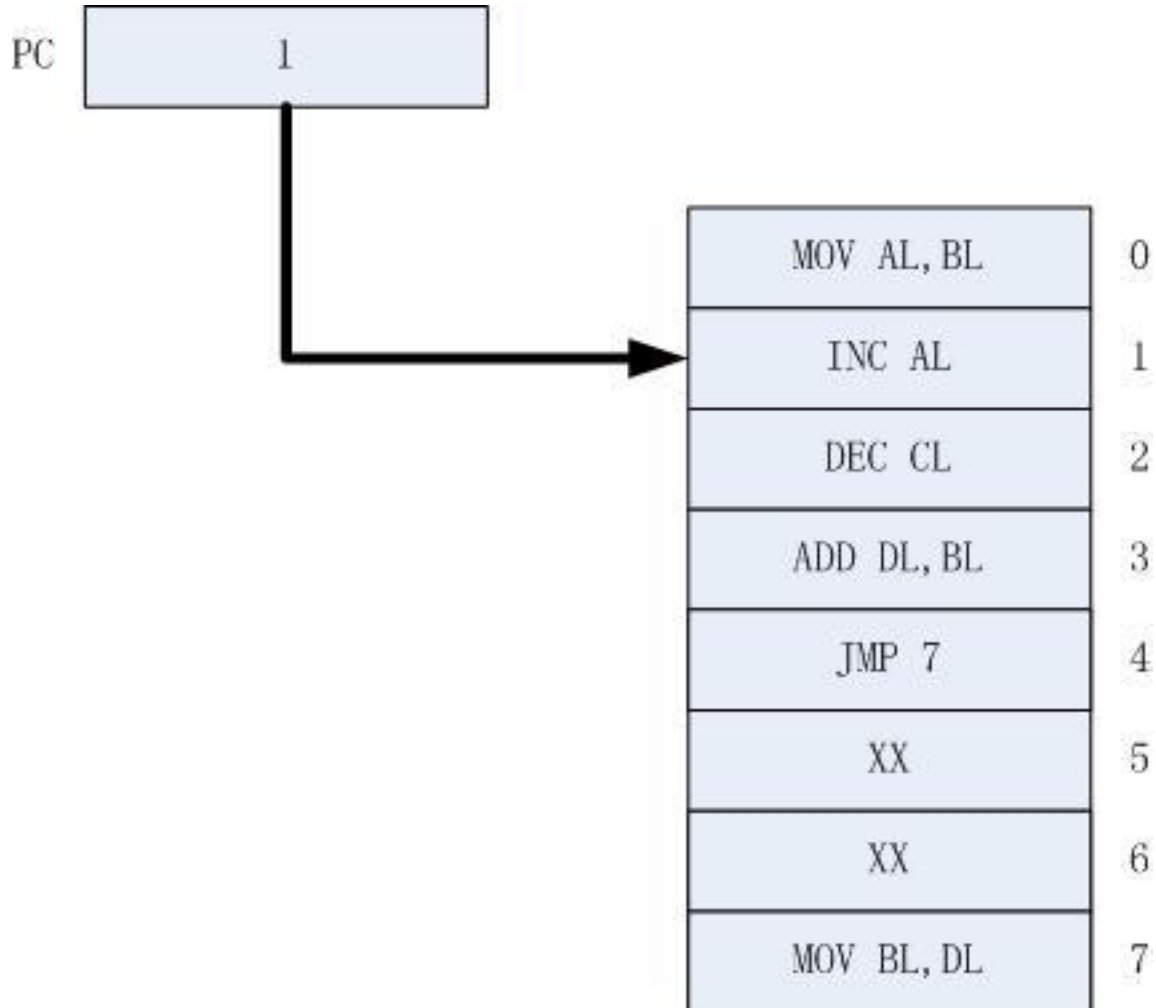 PC 1
MOV AL,BL 0
INC AL 1
DEC CL 2
ADD DL,BL 3
JMP 7 4
XX 5
XX 6
MOV BL,DL 7